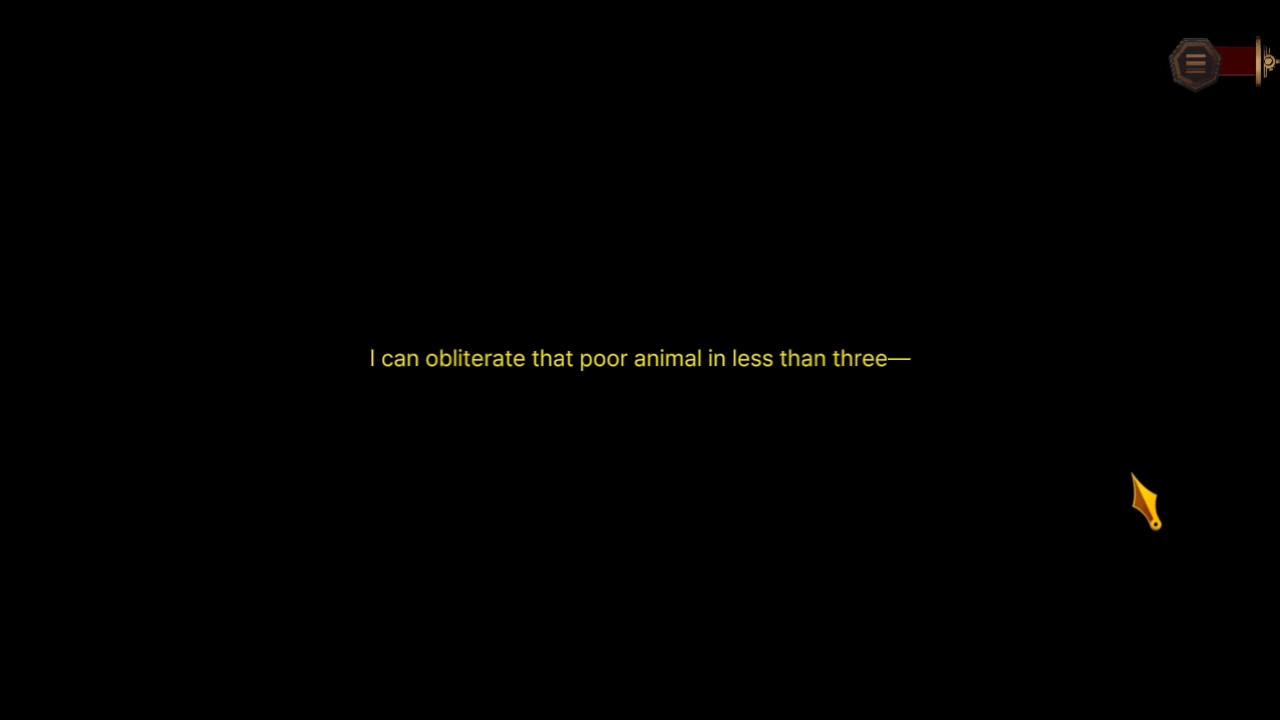 I can obliterate that poor animal in less than three—